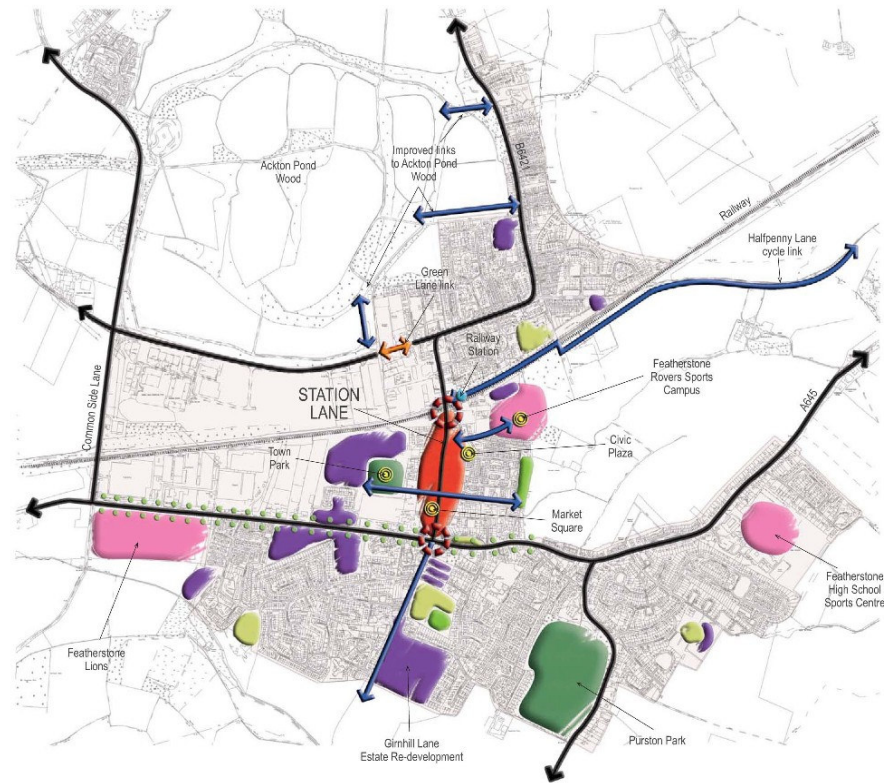 Ackton Pond
Wood
Improved links
to Ackton Pond
Wood
B6421
Railway
Halfpenny Lane
cycle link
Green
Lane link
Railway
Station
Featherstone
Rovers Sports
Campus
STATION
LANE
Common Side Lane
A645
Town
Park
Civic
Plaza
Market
Square
Featherstone
High School
Sports Centre
Featherstone
Lions
Purston Park
Girnhill Lane
Estate Re-development